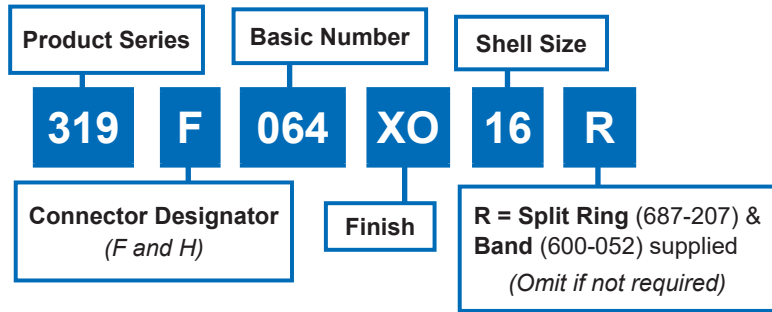 Product Series
Basic Number
Shell Size
319 F 064 XO 16 R
Connector Designator
(F and H)
Finish
R = Split Ring (687-207) &
Band (600-052) supplied
(Omit if not required)